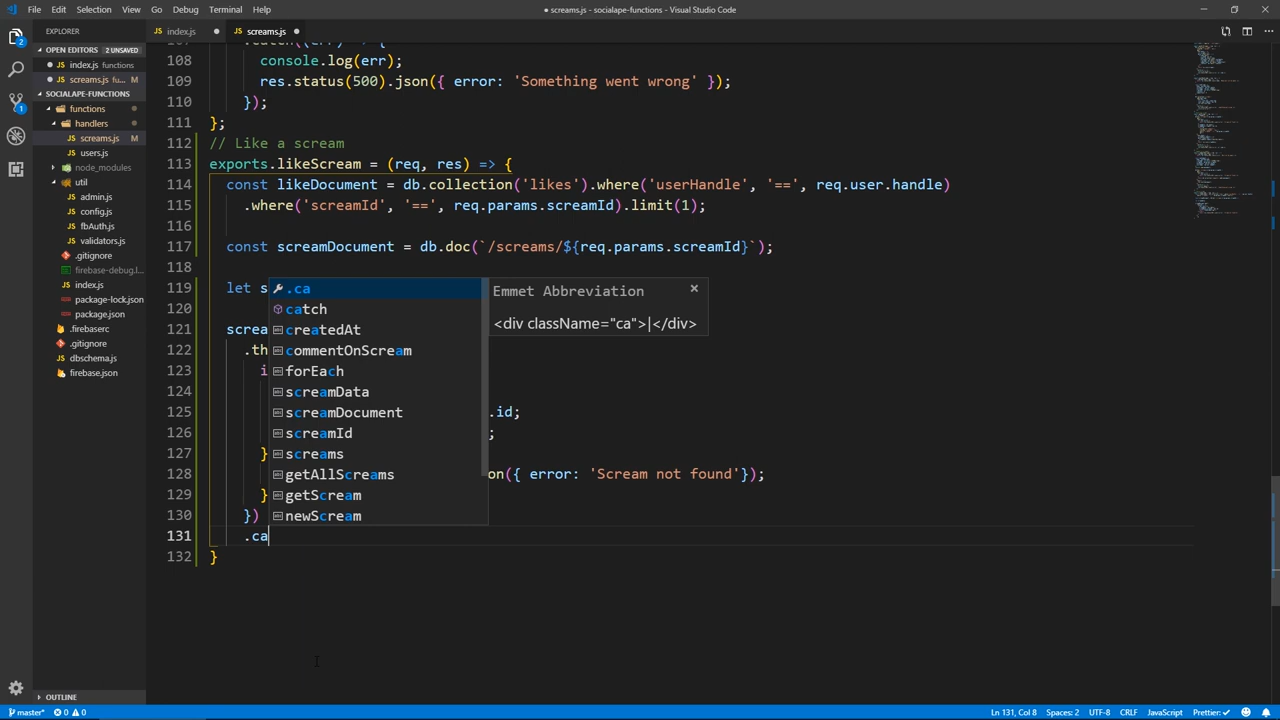 File Edit Selection View Go Debug Terminal Help
● screams.js - socialape-functions - Visual Studio Code
EXPLORER
OPEN EDITORS 2 UNSAVED
index.js functions
screams.js fu... M
SOCIALAPE-FUNCTIONS
functions
handlers
screams.js M
users.js
node_modules
util
admin.js
config.js
fbAuth.js
validators.js
.gitignore
firebase-debug.l...
index.js
package-lock.json
package.json
.firebaserc
.gitignore
dbschema.js
firebase.json
OUTLINE
index.js ● screams.js ●
108 console.log(err);
109 res.status(500).json({ error: 'Something went wrong' });
110 });
111 };
112 // Like a scream
113 exports.likeScream = (req, res) => {
114 const likeDocument = db.collection('likes').where('userHandle', '==', req.user.handle)
115 .where('screamId', '==', req.params.screamId).limit(1);
116
117 const screamDocument = db.doc(`/screams/${req.params.screamId}`);
118
119 let s
120
121 screa
122 .th
123 i
124
125 .id;
126 ;
127 }
128 on({ error: 'Scream not found'});
129 }
130 })
131 .ca
132 }
.ca
catch
createdAt
commentOnScream
forEach
screamData
screamDocument
screamId
screams
getAllScreams
getScream
newScream
Emmet Abbreviation ×
<div className="ca">|</div>
master* 0 0
Ln 131, Col 8 Spaces: 2 UTF-8 CRLF JavaScript Prettier: ✓